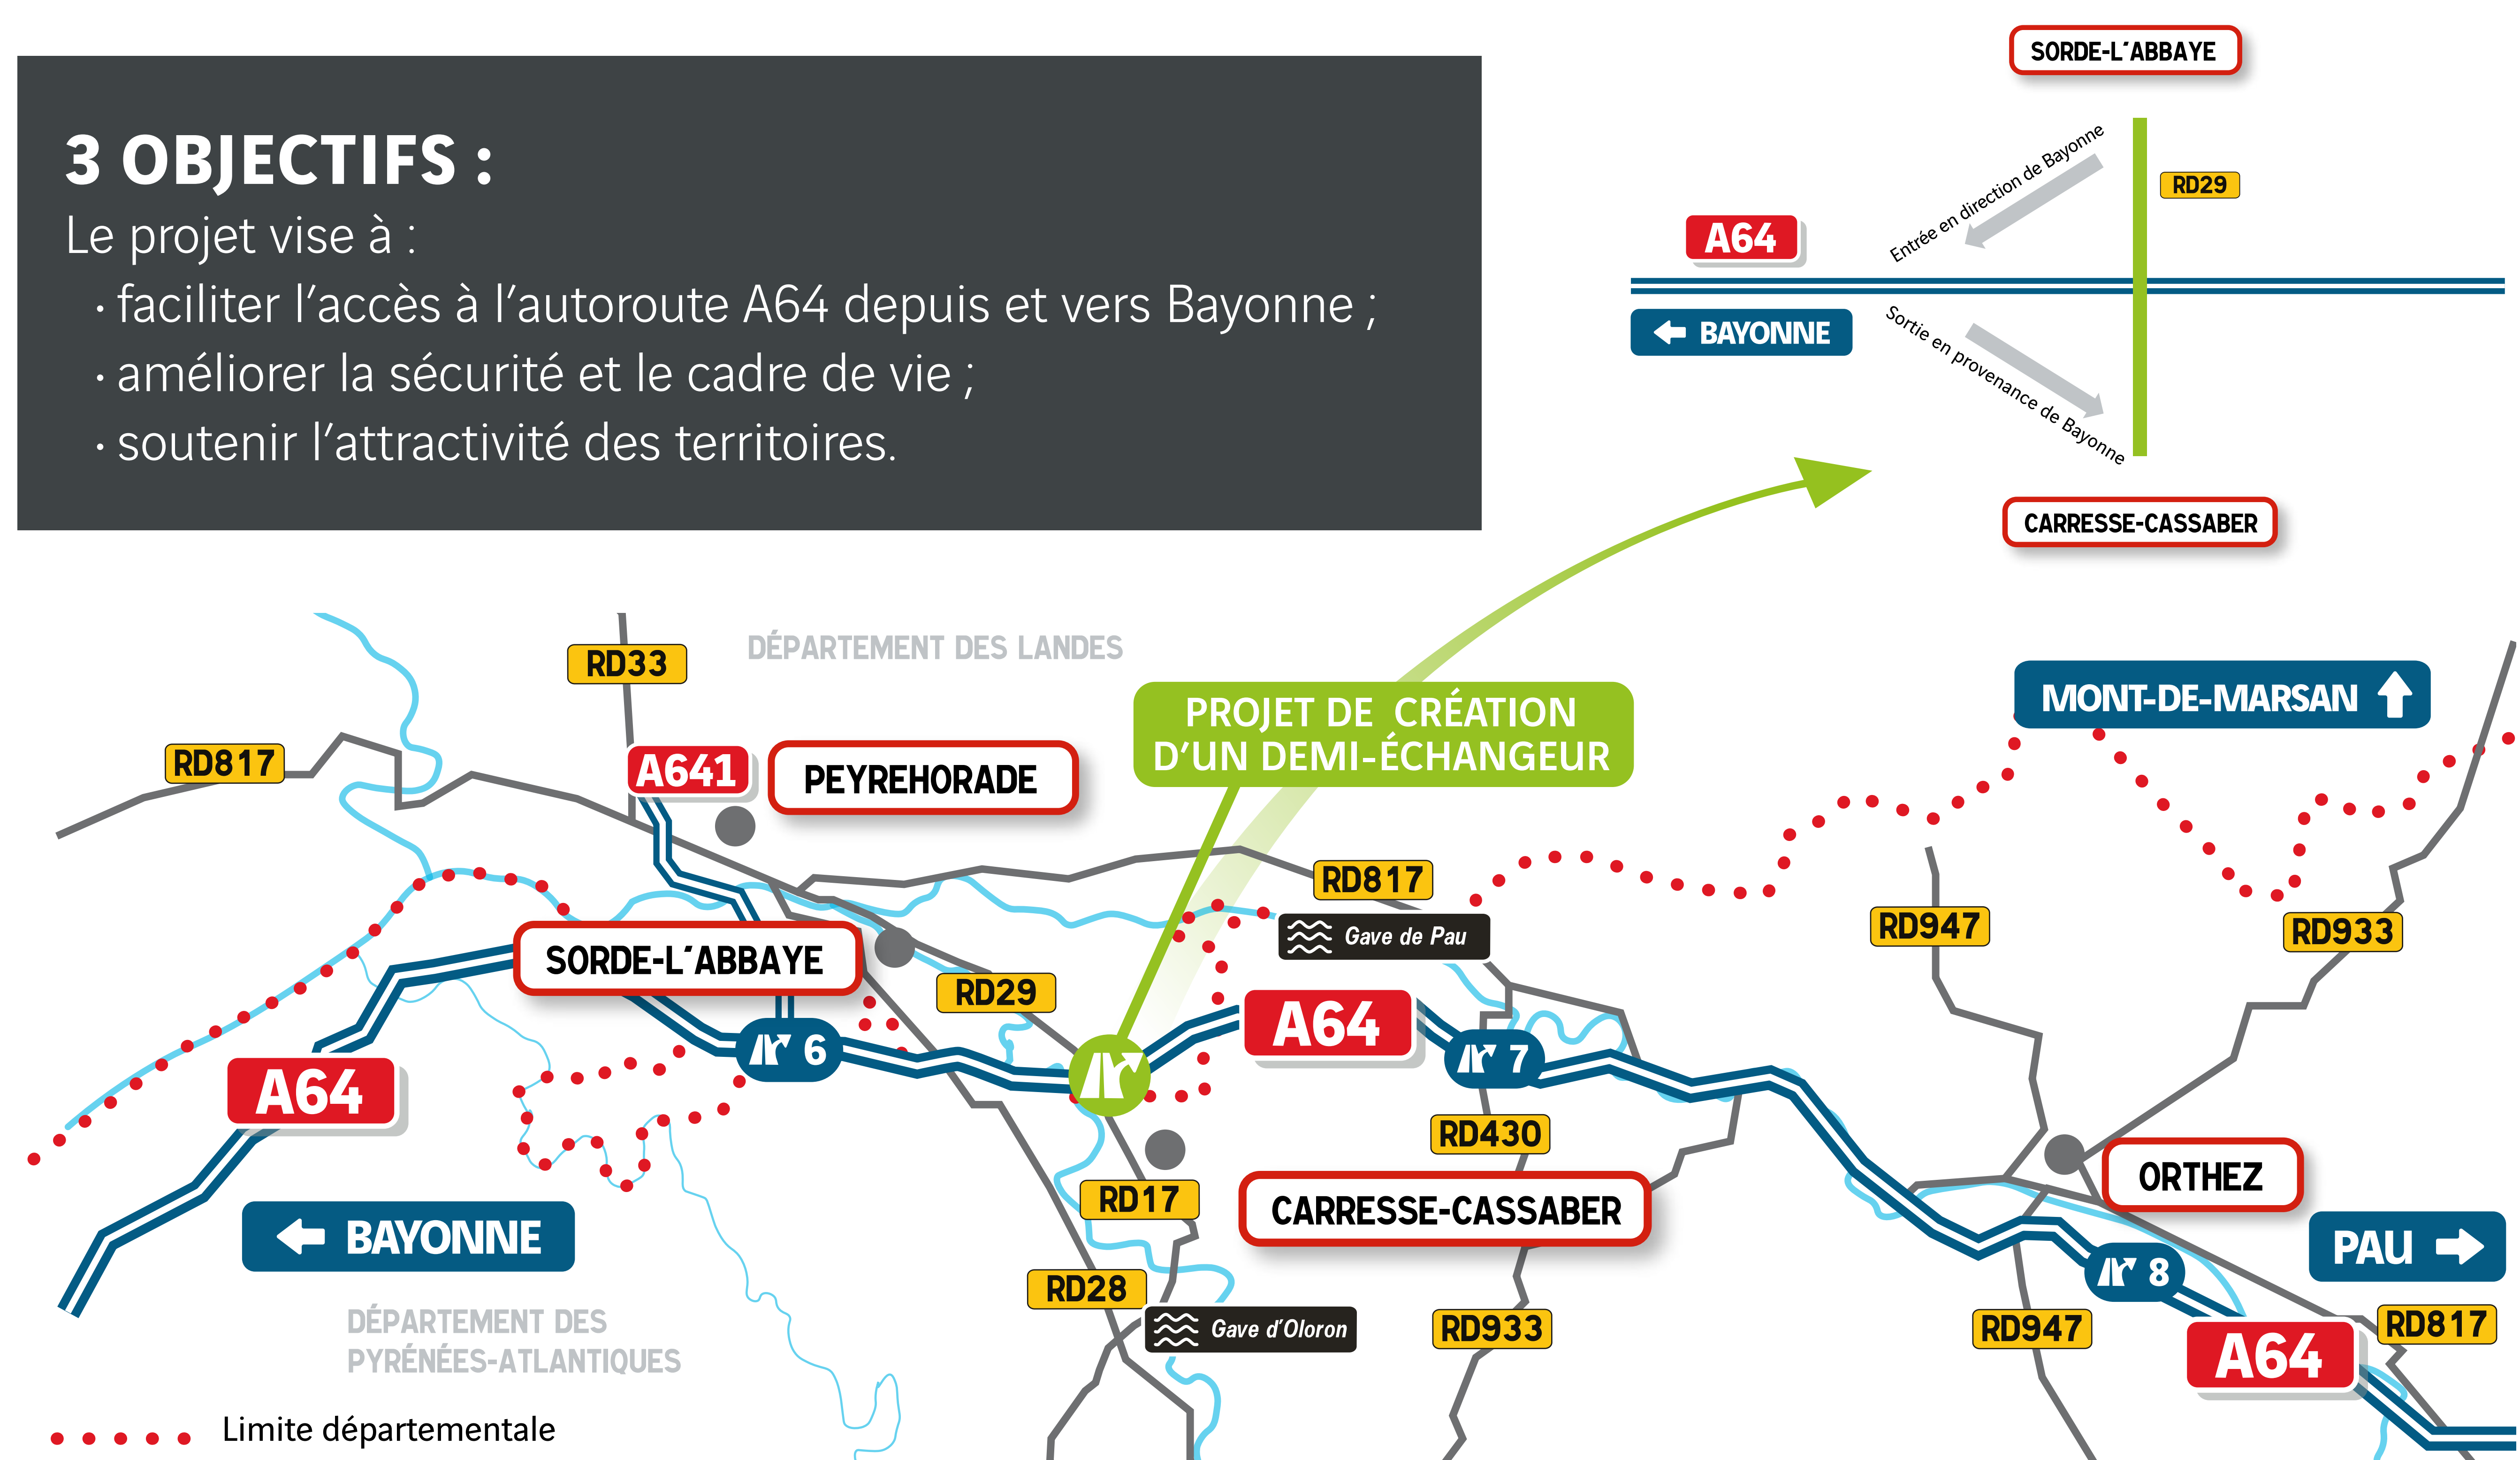 3 OBJECTIFS :
Le projet vise à :
· faciliter l'accès à l'autoroute A64 depuis et vers Bayonne ;
· améliorer la sécurité et le cadre de vie ;
· soutenir l'attractivité des territoires.
SORDE-L'ABBAYE
Entrée en direction de Bayonne
RD29
A64
BAYONNE
Sortie en provenance de Bayonne
CARRESSE-CASSABER
RD33
DÉPARTEMENT DES LANDES
PROJET DE CRÉATION
D'UN DEMI-ÉCHANGEUR
MONT-DE-MARSAN
RD817
A641
PEYREHORADE
RD817
Gave de Pau
RD947
RD933
SORDE-L'ABBAYE
RD29
A64
6
7
A64
RD430
RD17
CARRESSE-CASSABER
ORTHEZ
BAYONNE
PAU
8
RD28
Gave d'Oloron
RD933
RD947
RD817
A64
DÉPARTEMENT DES
PYRÉNÉES-ATLANTIQUES
Limite départementale